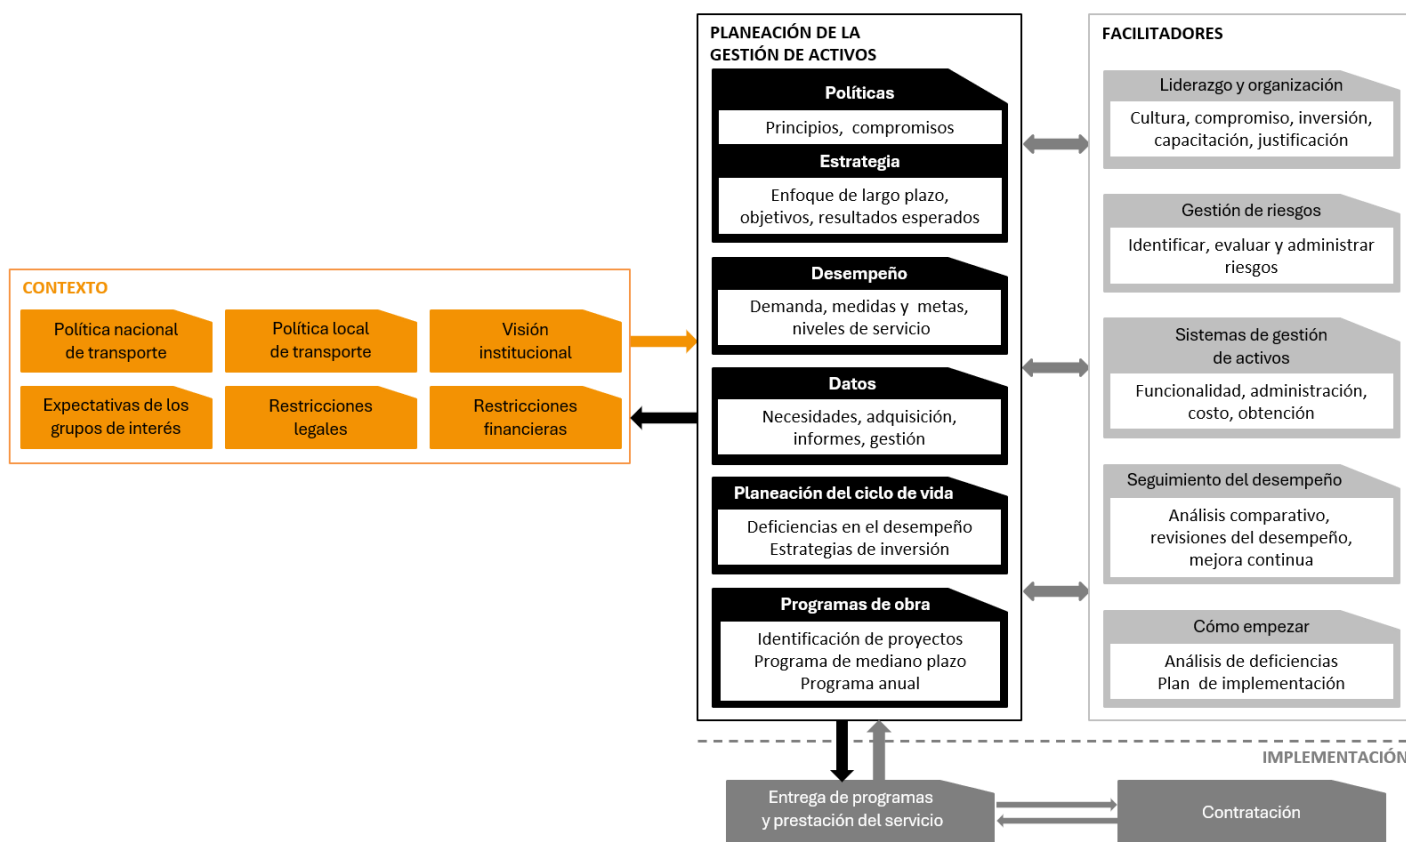 CONTEXTO
Política nacional
de transporte
Política local
de transporte
Visión
institucional
Expectativas de los
grupos de interés
Restricciones
legales
Restricciones
financieras
PLANEACIÓN DE LA
GESTIÓN DE ACTIVOS
Políticas
Principios, compromisos
Estrategia
Enfoque de largo plazo,
objetivos, resultados esperados
Desempeño
Demanda, medidas y metas,
niveles de servicio
Datos
Necesidades, adquisición,
informes, gestión
Planeación del ciclo de vida
Deficiencias en el desempeño
Estrategias de inversión
Programas de obra
Identificación de proyectos
Programa de mediano plazo
Programa anual
FACILITADORES
Liderazgo y organización
Cultura, compromiso, inversión,
capacitación, justificación
Gestión de riesgos
Identificar, evaluar y administrar
riesgos
Sistemas de gestión
de activos
Funcionalidad, administración,
costo, obtención
Seguimiento del desempeño
Análisis comparativo,
revisiones del desempeño,
mejora continua
Cómo empezar
Análisis de deficiencias
Plan de implementación
IMPLEMENTACIÓN
Entrega de programas
y prestación del servicio
Contratación